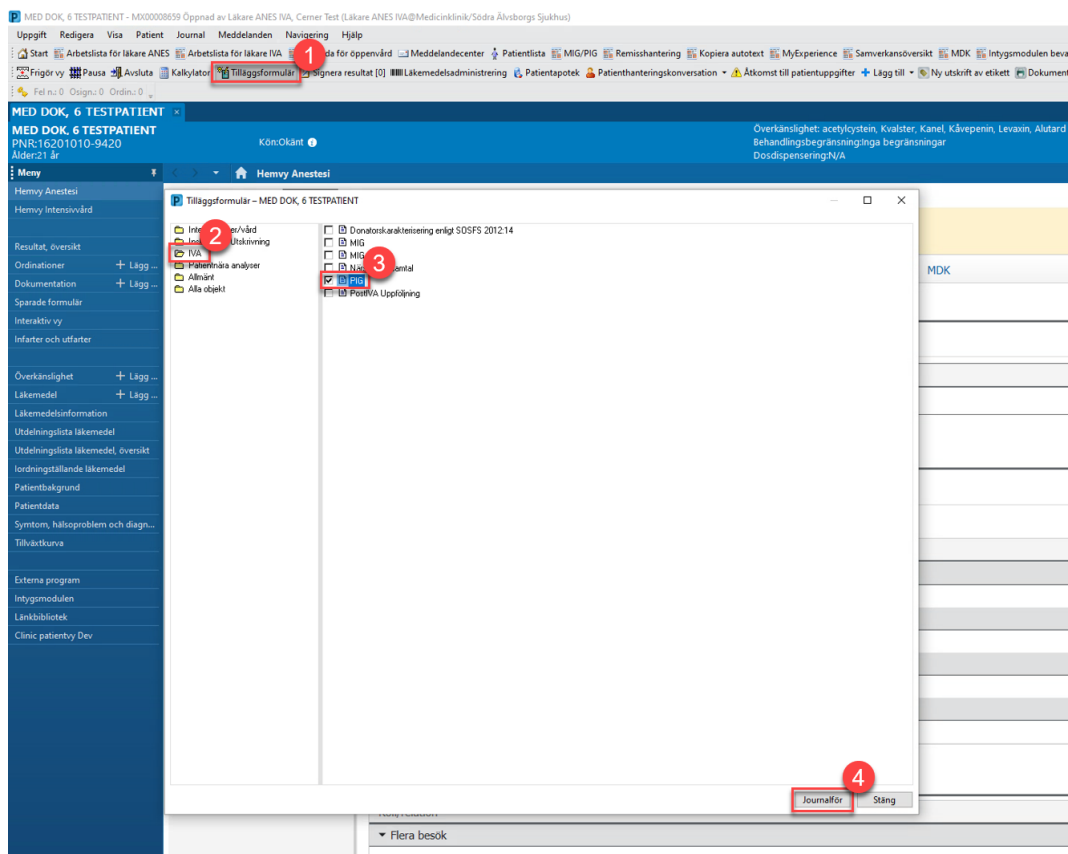 MED DOK, 6 TESTPATIENT - MX00008659 Öppnad av Läkare ANES IVA, Cerner Test (Läkare ANES IVA@Medicinklinik/Södra Älvsborgs Sjukhus)
Uppgift Redigera Visa Patient Journal Meddelanden Navigering Hjälp
1
Start Arbetslista för läkare ANES Arbetslista för läkare IVA för öppenvård Meddelandecenter Patientlista MIG/PIG Remisshantering Kopiera autotext MyExperience Samverkansöversikt MDK Intygsmodulen
Frigör vy Pausa Avsluta Kalkylator Tilläggsformulär Signera resultat [0] Läkemedelsadministrering Patientapotek Patienthanteringskonversation Åtkomst till patientuppgifter Lägg till Ny utskrift av etikett
Fel n.: 0 Osign.: 0 Ordin.: 0
MED DOK, 6 TESTPATIENT ×
MED DOK, 6 TESTPATIENT
PNR:16201010-9420
Ålder:21 år
Kön:Okänt
Överkänslighet: acetylcystein, Kvalster, Kanel, Kåvepenin, Levaxin, Alutard
Behandlingsbegränsning:Inga begränsningar
Dosdispensering:N/A
Meny
Hemvy Anestesi
Hemvy Anestesi
Hemvy Intensivvård
Resultat, översikt
Ordinationer + Lägg ...
Dokumentation + Lägg ...
Sparade formulär
Interaktiv vy
Infarter och utfarter
Överkänslighet + Lägg ...
Läkemedel + Lägg ...
Läkemedelsinformation
Utdelningslista läkemedel
Utdelningslista läkemedel, översikt
Iordningställande läkemedel
Patientbakgrund
Patientdata
Symtom, hälsoproblem och diagn...
Tillväxtkurva
Externa program
Intygsmodulen
Länkbibliotek
Clinic patientvy Dev
Tilläggsformulär – MED DOK, 6 TESTPATIENT
2
IVA
Patientnära analyser
Allmänt
Alla objekt
Donatorskarakterisering enligt SOSFS 2012:14
MIG
MIG
3
PIG
PostIVA Uppföljning
MDK
4
Journalför Stäng
Flera besök